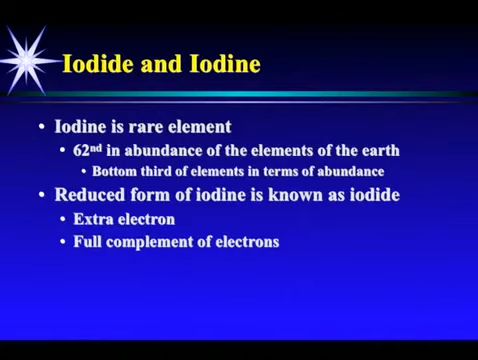 Iodide and Iodine
• Iodine is rare element
• 62nd in abundance of the elements of the earth
• Bottom third of elements in terms of abundance
• Reduced form of iodine is known as iodide
• Extra electron
• Full complement of electrons